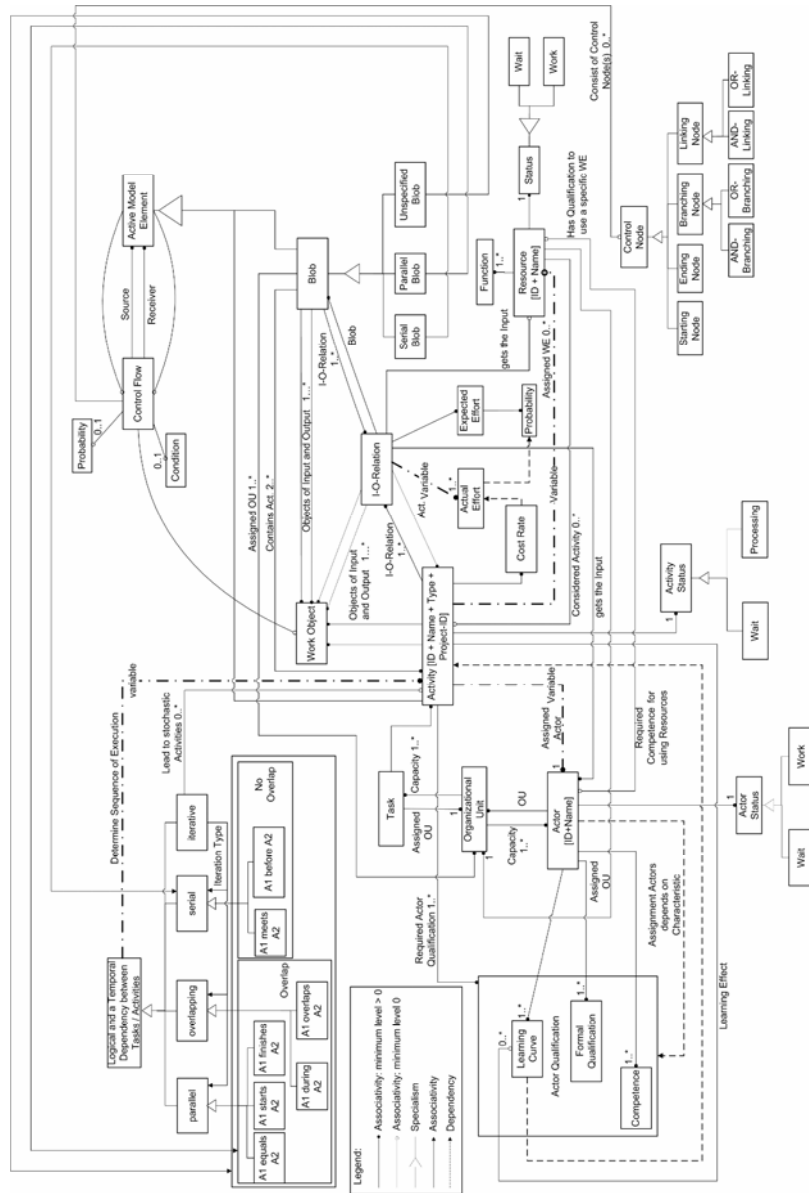 Logical and a Temporal
Dependency between
Tasks / Activities
Determine Sequence of Execution
variable
parallel
overlapping
serial
iterative
Iteration Type
Lead to stochastic
Activities 0..*
A1 equals
A2
A1 starts
A2
A1 finishes
A2
A1 during
A2
A1 overlaps
A2
Overlap
A1 meets
A2
A1 before A2
No
Overlap
Probability
0..1
Condition
0..1
Control Flow
Source
Receiver
Active Model
Element
Assigned OU 1..*
Contains Act. 2..*
Objects of Input and Output 1...*
I-O-Relation
1..*
Blob
Blob
Serial
Blob
Parallel
Blob
Unspecified
Blob
Work Object
Objects of Input
and Output 1...*
I-O-Relation
1..*
I-O-Relation
Activity [ID + Name + Type +
Project-ID]
Act. Variable
1..*
Actual
Effort
Expected
Effort
Probability
Cost Rate
Variable
gets the Input
Assigned WE 0..*
Considered Activity 0..*
gets the Input
Function
1..*
Resource
[ID + Name]
Status
1
Wait
Work
Has Qualification to
use a specific WE
Consist of Control
Node(s) 0..*
Control
Node
Starting
Node
Ending
Node
Branching
Node
Linking
Node
AND-
Branching
OR-
Branching
AND-
Linking
OR-
Linking
Task
Capacity 1..*
Assigned
OU
1
Organizational
Unit
1
Capacity
1..*
OU
Actor
[ID+Name]
Assigned
Actor
1
Variable
Assigned
OU
Required Actor
Qualification 1..*
Required
Competence for
using Resources
Activity
Status
1
Wait
Processing
Actor
Status
1
Wait
Work
Assignment Actors
depends on
Characteristic
Learning Effect
0..*
Learning
Curve
1..*
Actor Qualification
Formal
Qualification
1..*
Competence
1..*
Legend:
Associativity: minimum level > 0
Associativity: minimum level 0
Specialism
Associativity
Dependency